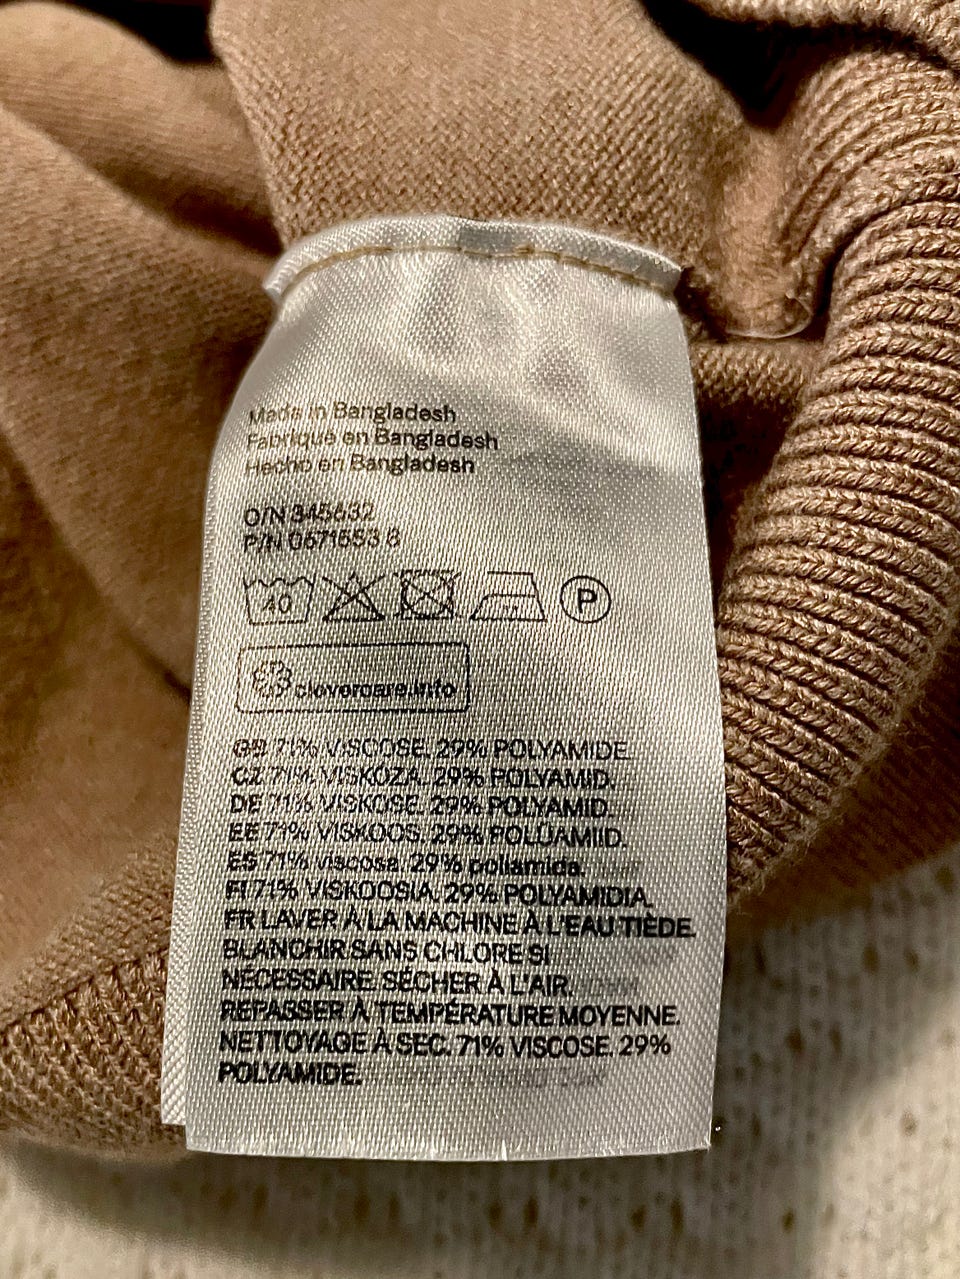 Made in Bangladesh
Fabriqué en Bangladesh
Hecho en Bangladesh
O/N 345632
P/N 0671553 8
40
P
clevercare.info
GB 71% VISCOSE. 29% POLYAMIDE.
CZ 71% VISKÓZA. 29% POLYAMID.
DE 71% VISKOSE. 29% POLYAMID.
EE 71% VISKOOS. 29% POLÜAMIID.
ES 71% viscosa. 29% poliamida.
FI 71% VISKOOSIA. 29% POLYAMIDIA.
FR LAVER À LA MACHINE À L'EAU TIÈDE.
BLANCHIR SANS CHLORE SI
NÉCESSAIRE. SÉCHER À L'AIR.
REPASSER À TEMPÉRATURE MOYENNE.
NETTOYAGE À SEC. 71% VISCOSE. 29%
POLYAMIDE.